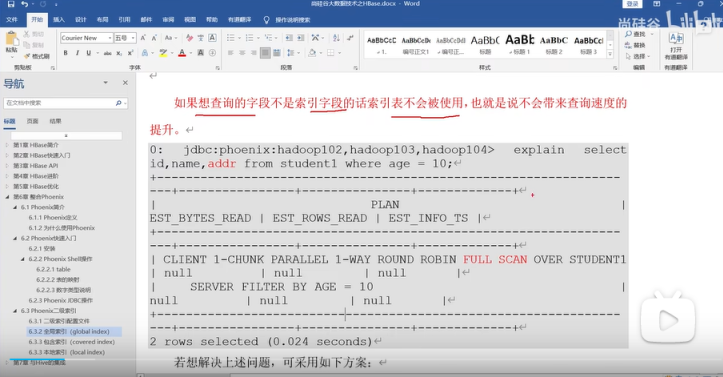 尚硅谷大数据技术之HBase.docx - Word
登录
尚硅谷
bilibili
文件
开始
插入
设计
布局
引用
邮件
审阅
视图
帮助
有道翻译
操作说明搜索
粘贴
剪切
复制
格式刷
Courier New
五号
AaBbCcD
AaBbC
AaBbC
标题
标题
副标题
强调
查找
替换
选择
打开
有道翻译
剪贴板
字体
段落
样式
编辑
有道翻译
导航
在文档中搜索
标题
页面
结果
第1章 HBase简介
第2章 HBase快速入门
第3章 HBase API
第4章 HBase进阶
第5章 HBase优化
第6章 整合Phoenix
6.1 Phoenix简介
6.1.1 Phoenix定义
6.1.2 为什么使用Phoenix
6.2 Phoenix快速入门
6.2.1 安装
6.2.2 Phoenix Shell操作
6.2.2.1 table
6.2.2.2 表的映射
6.2.2.3 数字类型说明
6.2.3 Phoenix JDBC操作
6.3 Phoenix二级索引
6.3.1 二级索引配置文件
6.3.2 全局索引（global index）
6.3.3 包含索引（covered index）
6.3.4 本地索引（local index）
第7章 与Hive的集成
如果想查询的字段不是索引字段的话索引表不会被使用，也就是说不会带来查询速度的
提升。
0: jdbc:phoenix:hadoop102,hadoop103,hadoop104> explain select
id,name,addr from student1 where age = 10;
| PLAN |
EST_BYTES_READ | EST_ROWS_READ | EST_INFO_TS |
| CLIENT 1-CHUNK PARALLEL 1-WAY ROUND ROBIN FULL SCAN OVER STUDENT1
| null | null | null |
| SERVER FILTER BY AGE = 10 |
null | null | null |
2 rows selected (0.024 seconds)
若想解决上述问题，可采用如下方案：